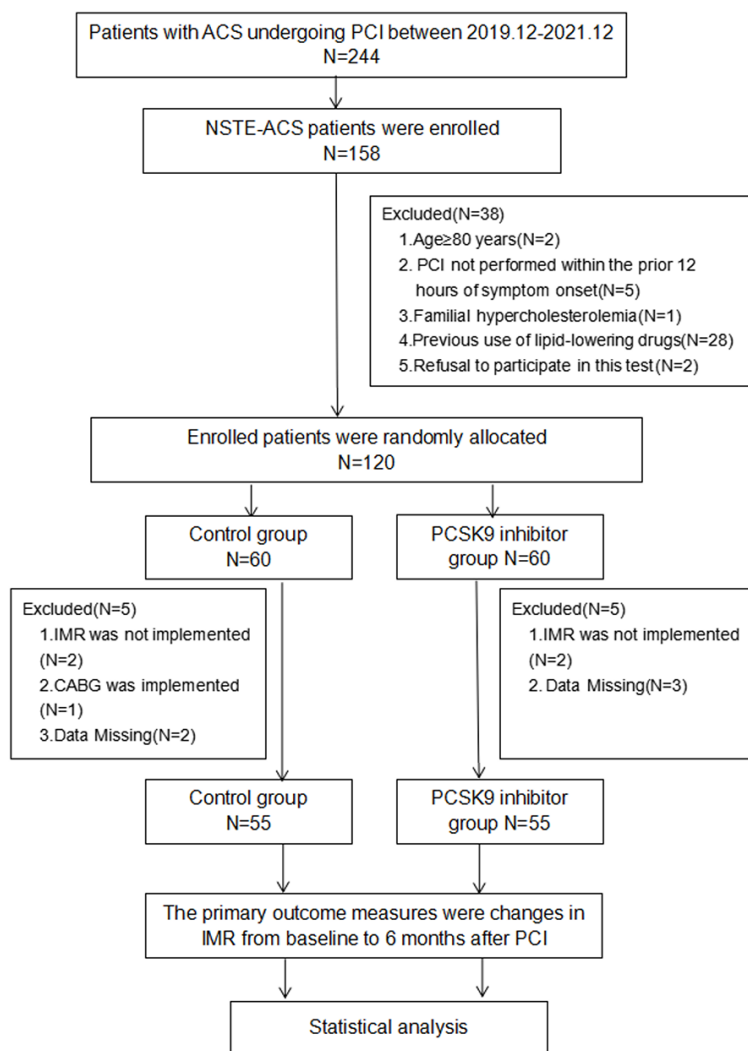 Patients with ACS undergoing PCI between 2019.12-2021.12
N=244
NSTE-ACS patients were enrolled
N=158
Excluded(N=38)
1.Age≥80 years(N=2)
2. PCI not performed within the prior 12
hours of symptom onset(N=5)
3.Familial hypercholesterolemia(N=1)
4.Previous use of lipid-lowering drugs(N=28)
5.Refusal to participate in this test(N=2)
Enrolled patients were randomly allocated
N=120
Control group
N=60
PCSK9 inhibitor
group N=60
Excluded(N=5)
1.IMR was not implemented
(N=2)
2.CABG was implemented
(N=1)
3.Data Missing(N=2)
Excluded(N=5)
1.IMR was not implemented
(N=2)
2. Data Missing(N=3)
Control group
N=55
PCSK9 inhibitor
group N=55
The primary outcome measures were changes in
IMR from baseline to 6 months after PCI
Statistical analysis